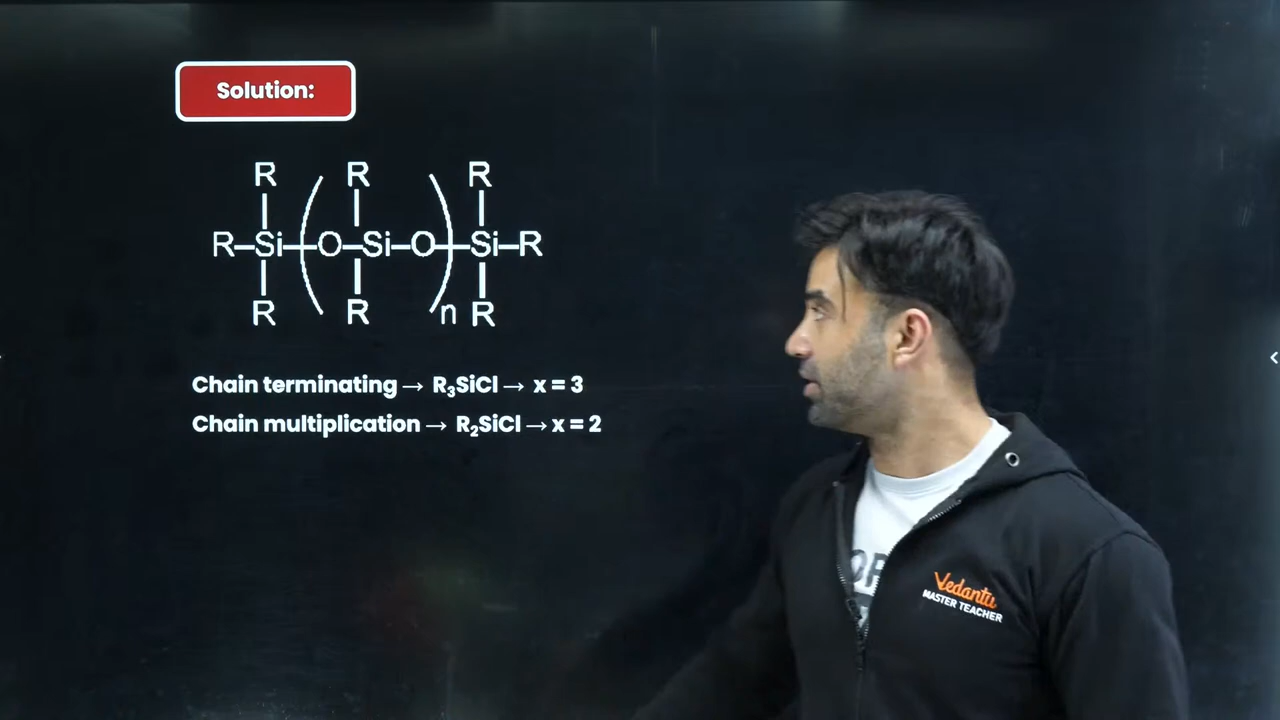 Solution:
R R R
R–Si–(O–Si–O)–Si–R
R R n R
Chain terminating → R₃SiCl → x = 3
Chain multiplication → R₂SiCl → x = 2
Vedantu
MASTER TEACHER